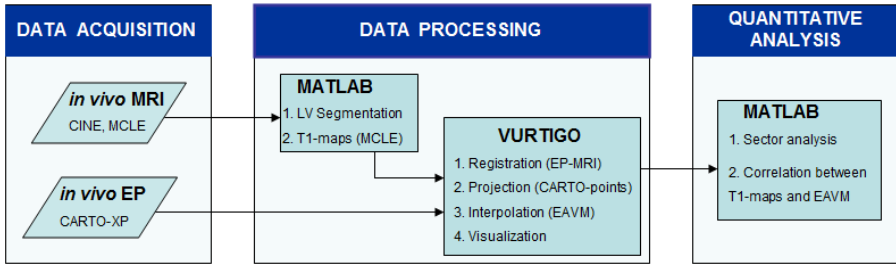 DATA ACQUISITION
in vivo MRI
CINE, MCLE
in vivo EP
CARTO-XP
DATA PROCESSING
MATLAB
1. LV Segmentation
2. T1-maps (MCLE)
VURTIGO
1. Registration (EP-MRI)
2. Projection (CARTO-points)
3. Interpolation (EAVM)
4. Visualization
QUANTITATIVE
ANALYSIS
MATLAB
1. Sector analysis
2. Correlation between
T1-maps and EAVM